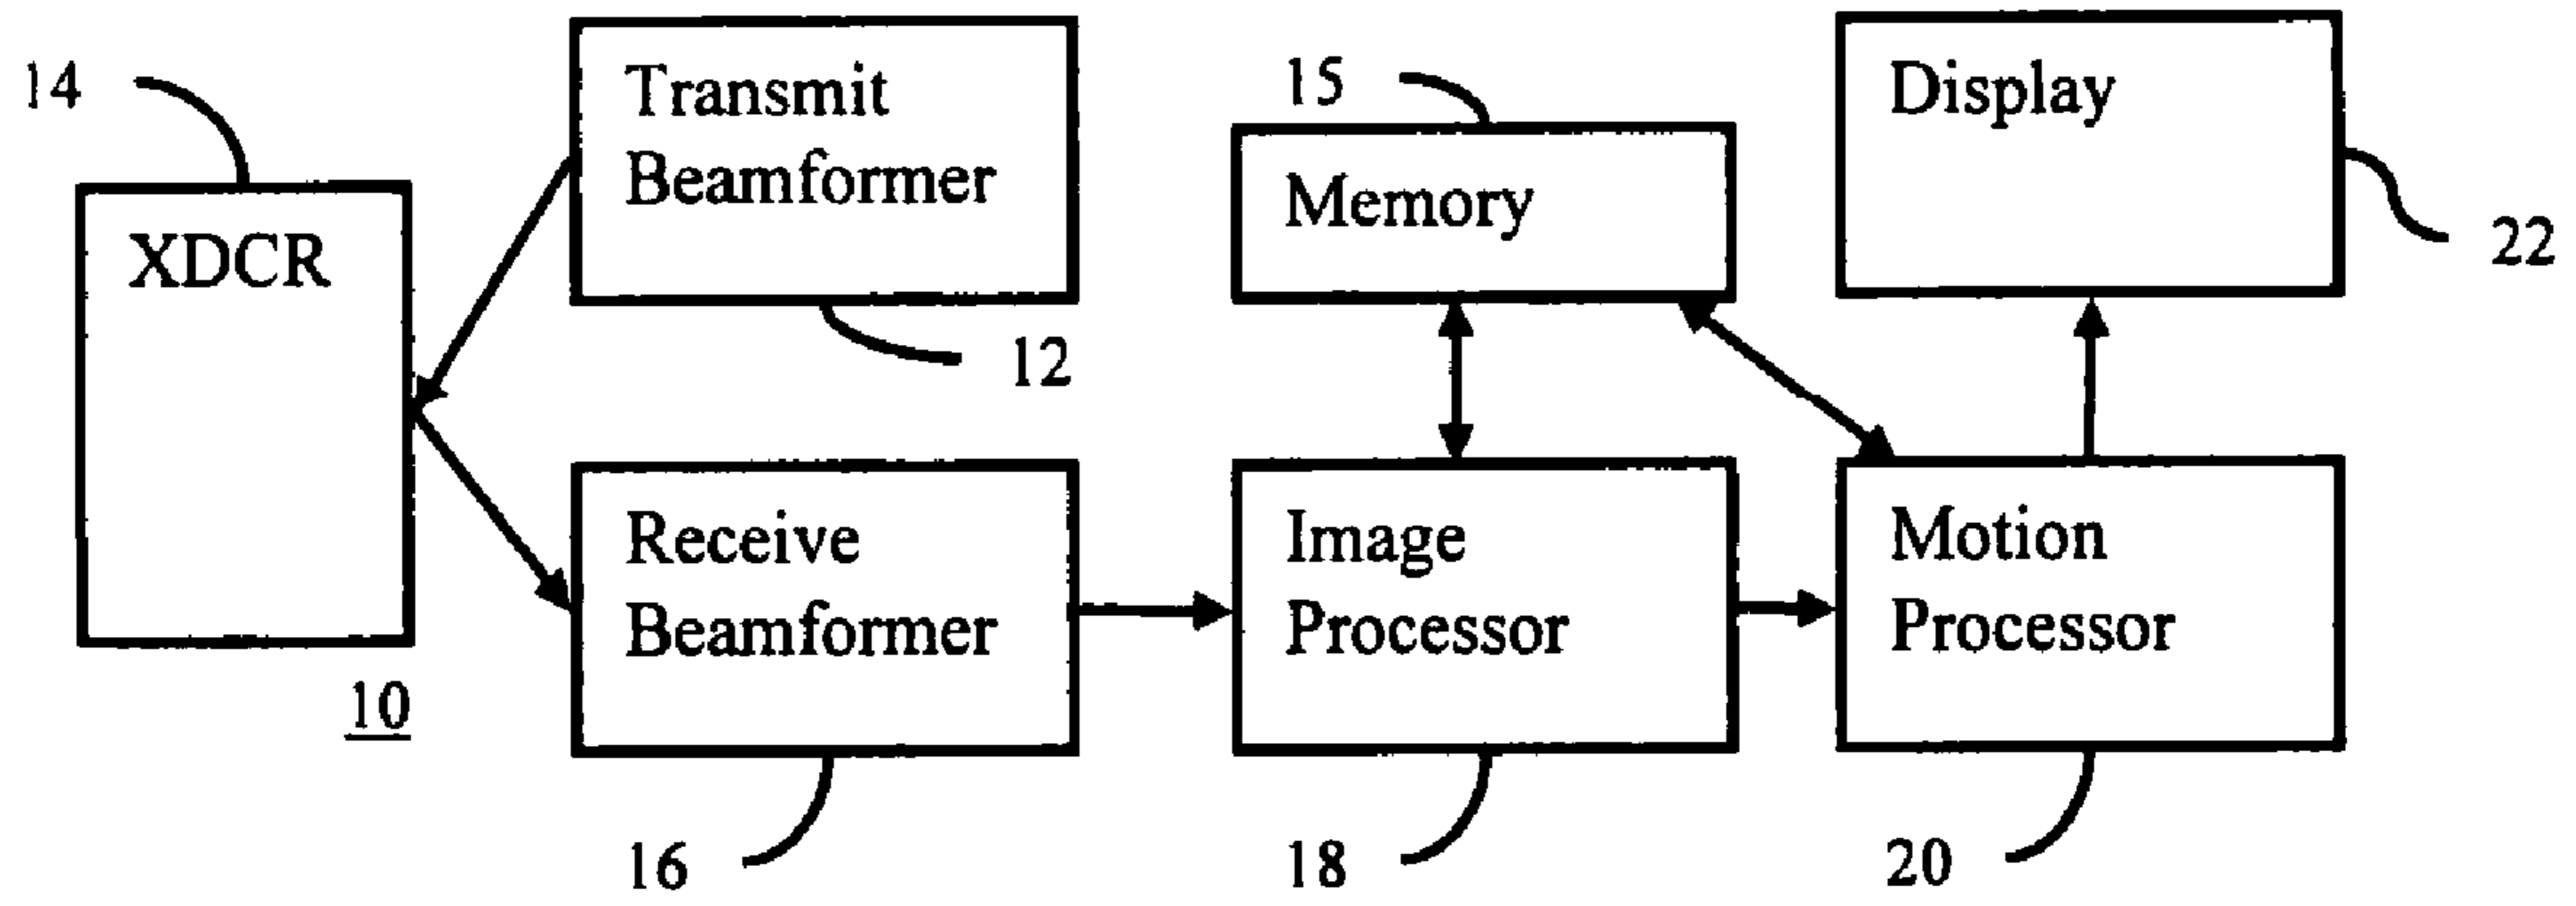 14
XDCR
10
Transmit
Beamformer
12
Receive
Beamformer
16
15
Memory
Image
Processor
18
Display
22
Motion
Processor
20